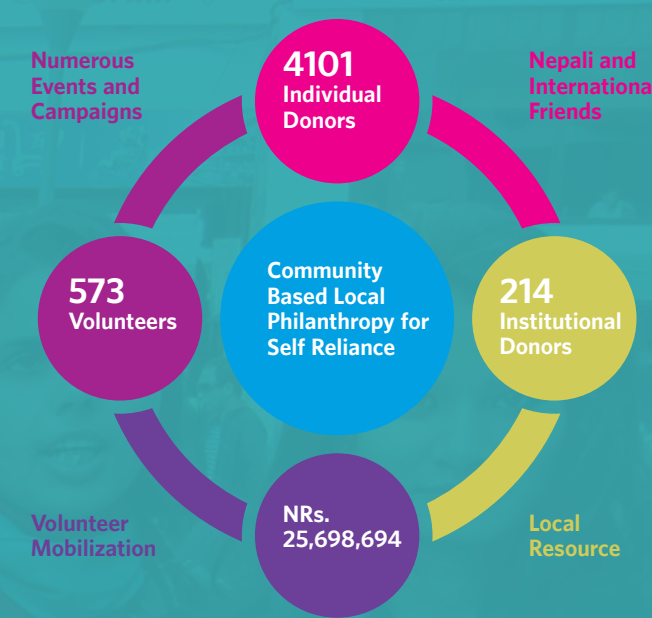 Numerous
Events and
Campaigns
4101
Individual
Donors
Nepali and
Internationa
Friends
573
Volunteers
Community
Based Local
Philanthropy for
Self Reliance
214
Institutional
Donors
Volunteer
Mobilization
NRs.
25,698,694
Local
Resource